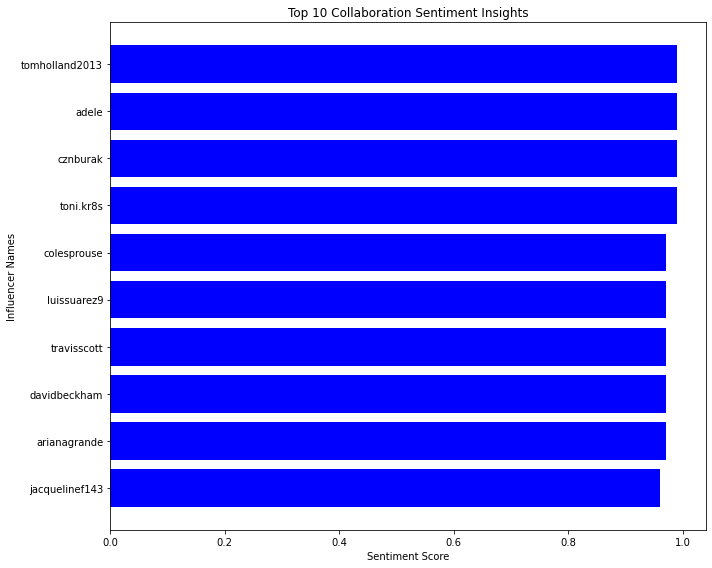 Top 10 Collaboration Sentiment Insights
Influencer Names
tomholland2013
adele
cznburak
toni.kr8s
colesprouse
luissuarez9
travisscott
davidbeckham
arianagrande
jacquelinef143
0.0 0.2 0.4 0.6 0.8 1.0
Sentiment Score